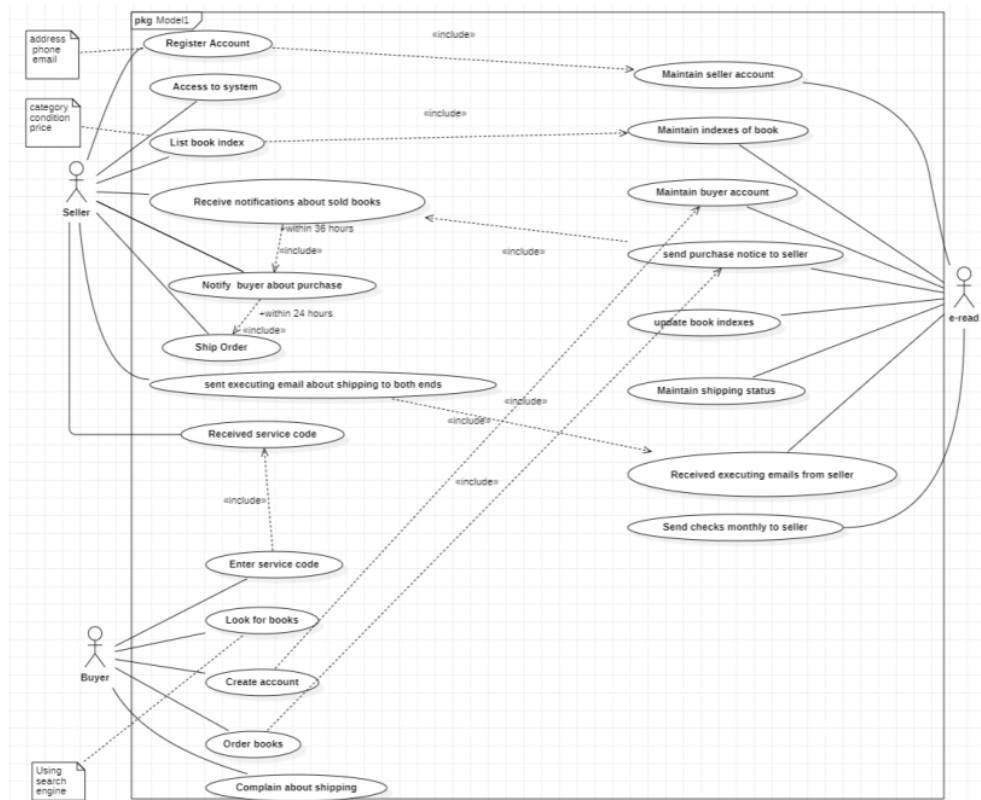 pkg Model1
address
phone
email
Register Account
«include»
Maintain seller account
Access to system
category
condition
price
List book index
«include»
Maintain indexes of book
Seller
Receive notifications about sold books
Maintain buyer account
+within 36 hours
«include»
«include»
send purchase notice to seller
Notify buyer about purchase
e-read
+within 24 hours
«include»
update book indexes
Ship Order
sent executing email about shipping to both ends
Maintain shipping status
«include»
«include»
Received service code
Received executing emails from seller
«include»
«include»
Send checks monthly to seller
Enter service code
Look for books
Buyer
Create account
Order books
Using
search
engine
Complain about shipping